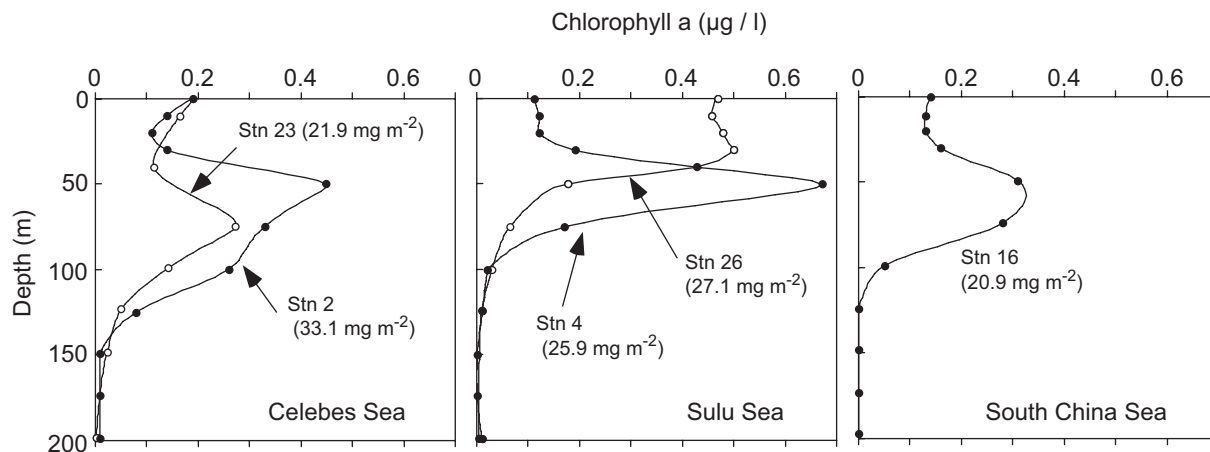 Chlorophyll a (µg / l)
0 0.2 0.4 0.6
0 0.2 0.4 0.6
0 0.2 0.4 0.6
Depth (m)
0
50
100
150
200
Stn 23 (21.9 mg m-2)
Stn 2
(33.1 mg m-2)
Celebes Sea
Stn 26
(27.1 mg m-2)
Stn 4
(25.9 mg m-2)
Sulu Sea
Stn 16
(20.9 mg m-2)
South China Sea